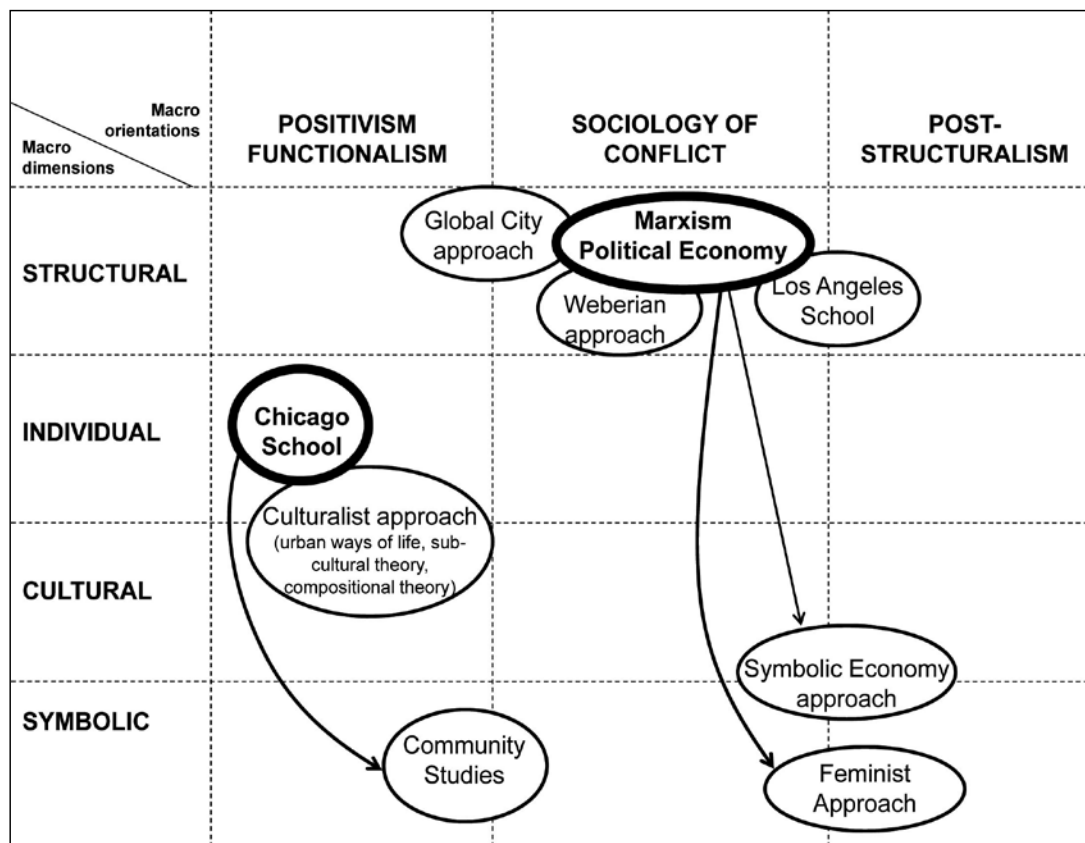 Macro
orientations
Macro
dimensions
POSITIVISM
FUNCTIONALISM
SOCIOLOGY OF
CONFLICT
POST-
STRUCTURALISM
STRUCTURAL
Global City
approach
Marxism
Political Economy
Weberian
approach
Los Angeles
School
INDIVIDUAL
Chicago
School
Culturalist approach
(urban ways of life, sub-
cultural theory,
compositional theory)
CULTURAL
Symbolic Economy
approach
SYMBOLIC
Community
Studies
Feminist
Approach